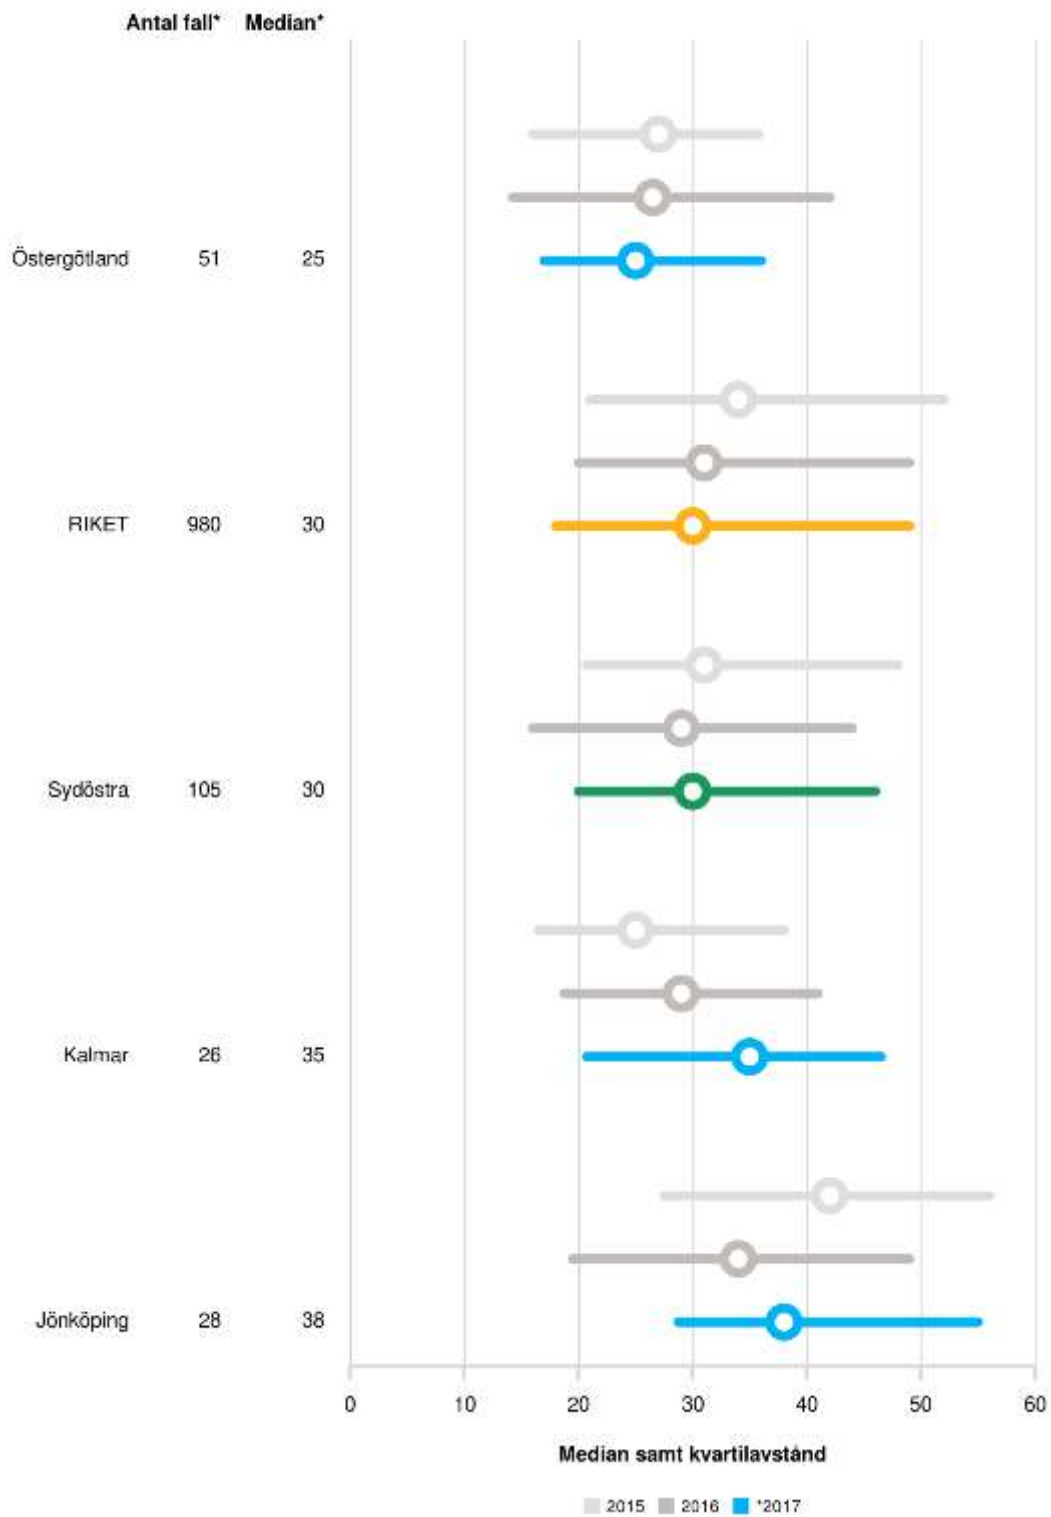 Antal fall* Median*
Östergötland 51 25
RIKET 980 30
Sydöstra 105 30
Kalmar 26 35
Jönköping 28 38
0 10 20 30 40 50 60
Median samt kvartilavstånd
2015 2016 *2017